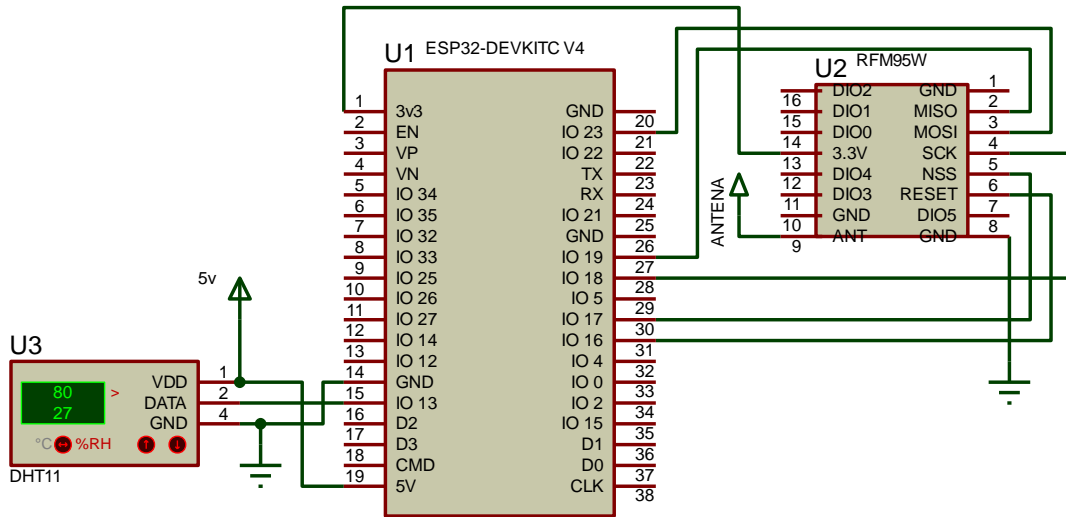 U1 ESP32-DEVKITC V4
1 3v3
2 EN
3 VP
4 VN
5 IO 34
6 IO 35
7 IO 32
8 IO 33
9 IO 25
10 IO 26
11 IO 27
12 IO 14
13 IO 12
14 GND
15 IO 13
16 D2
17 D3
18 CMD
19 5V
GND 20
IO 23 21
IO 22 22
TX 23
RX 24
IO 21 25
GND 26
IO 19 27
IO 18 28
IO 5 29
IO 17 30
IO 16 31
IO 4 32
IO 0 33
IO 2 34
IO 15 35
D1 36
D0 37
CLK 38
U2 RFM95W
16 DIO2
15 DIO1
14 DIO0
13 3.3V
12 DIO4
11 DIO3
10 GND
9 ANT
GND 1
MISO 2
MOSI 3
SCK 4
NSS 5
RESET 6
DIO5 7
GND 8
ANTENA
5v
U3
80
27
>
°C %RH
VDD 1
DATA 2
GND 4
DHT11